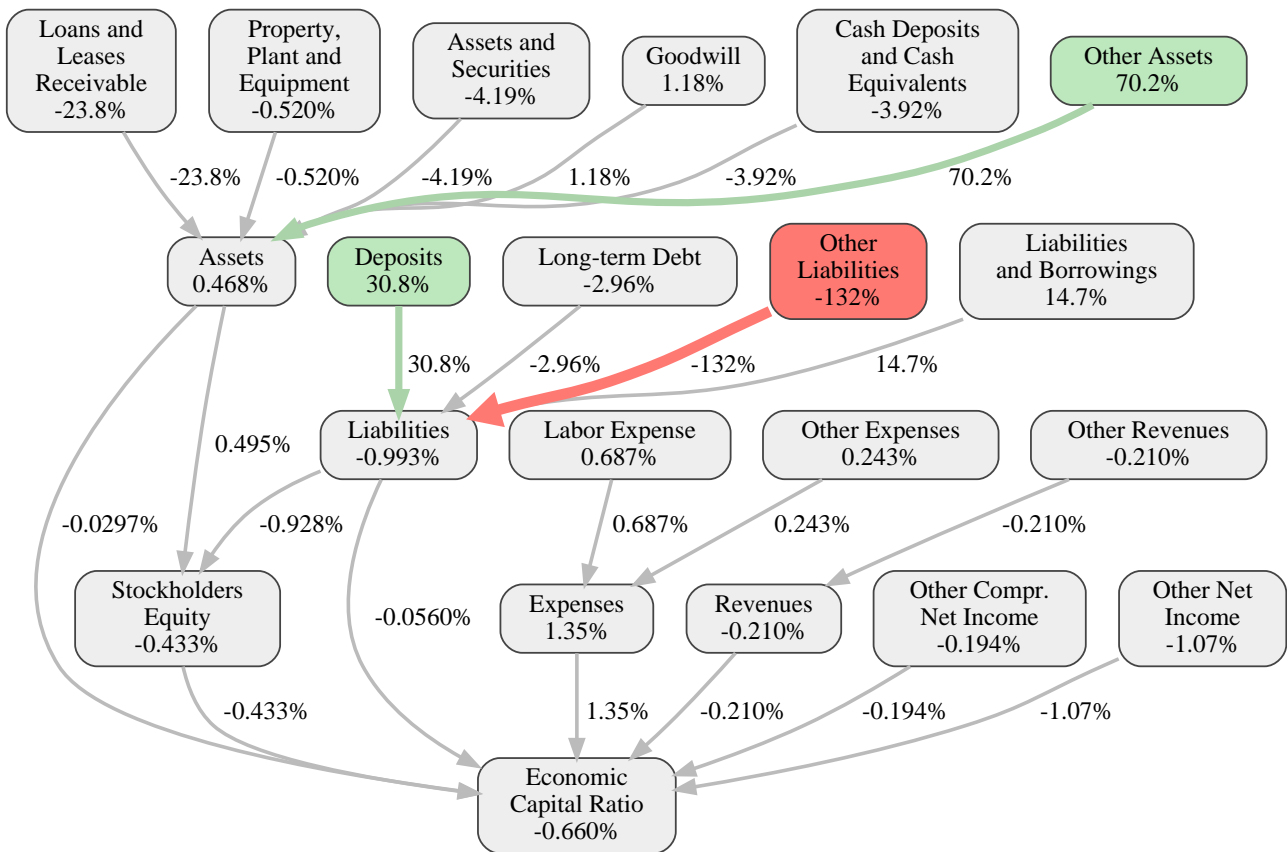 Loans and
Leases
Receivable
-23.8%
Property,
Plant and
Equipment
-0.520%
Assets and
Securities
-4.19%
Goodwill
1.18%
Cash Deposits
and Cash
Equivalents
-3.92%
Other Assets
70.2%
-23.8%
-0.520%
-4.19%
1.18%
-3.92%
70.2%
Assets
0.468%
Deposits
30.8%
Long-term Debt
-2.96%
Other
Liabilities
-132%
Liabilities
and Borrowings
14.7%
30.8%
-2.96%
-132%
14.7%
Liabilities
-0.993%
Labor Expense
0.687%
Other Expenses
0.243%
Other Revenues
-0.210%
0.495%
-0.0297%
-0.928%
0.687%
0.243%
-0.210%
Stockholders
Equity
-0.433%
-0.0560%
Expenses
1.35%
Revenues
-0.210%
Other Compr.
Net Income
-0.194%
Other Net
Income
-1.07%
-0.433%
1.35%
-0.210%
-0.194%
-1.07%
Economic
Capital Ratio
-0.660%